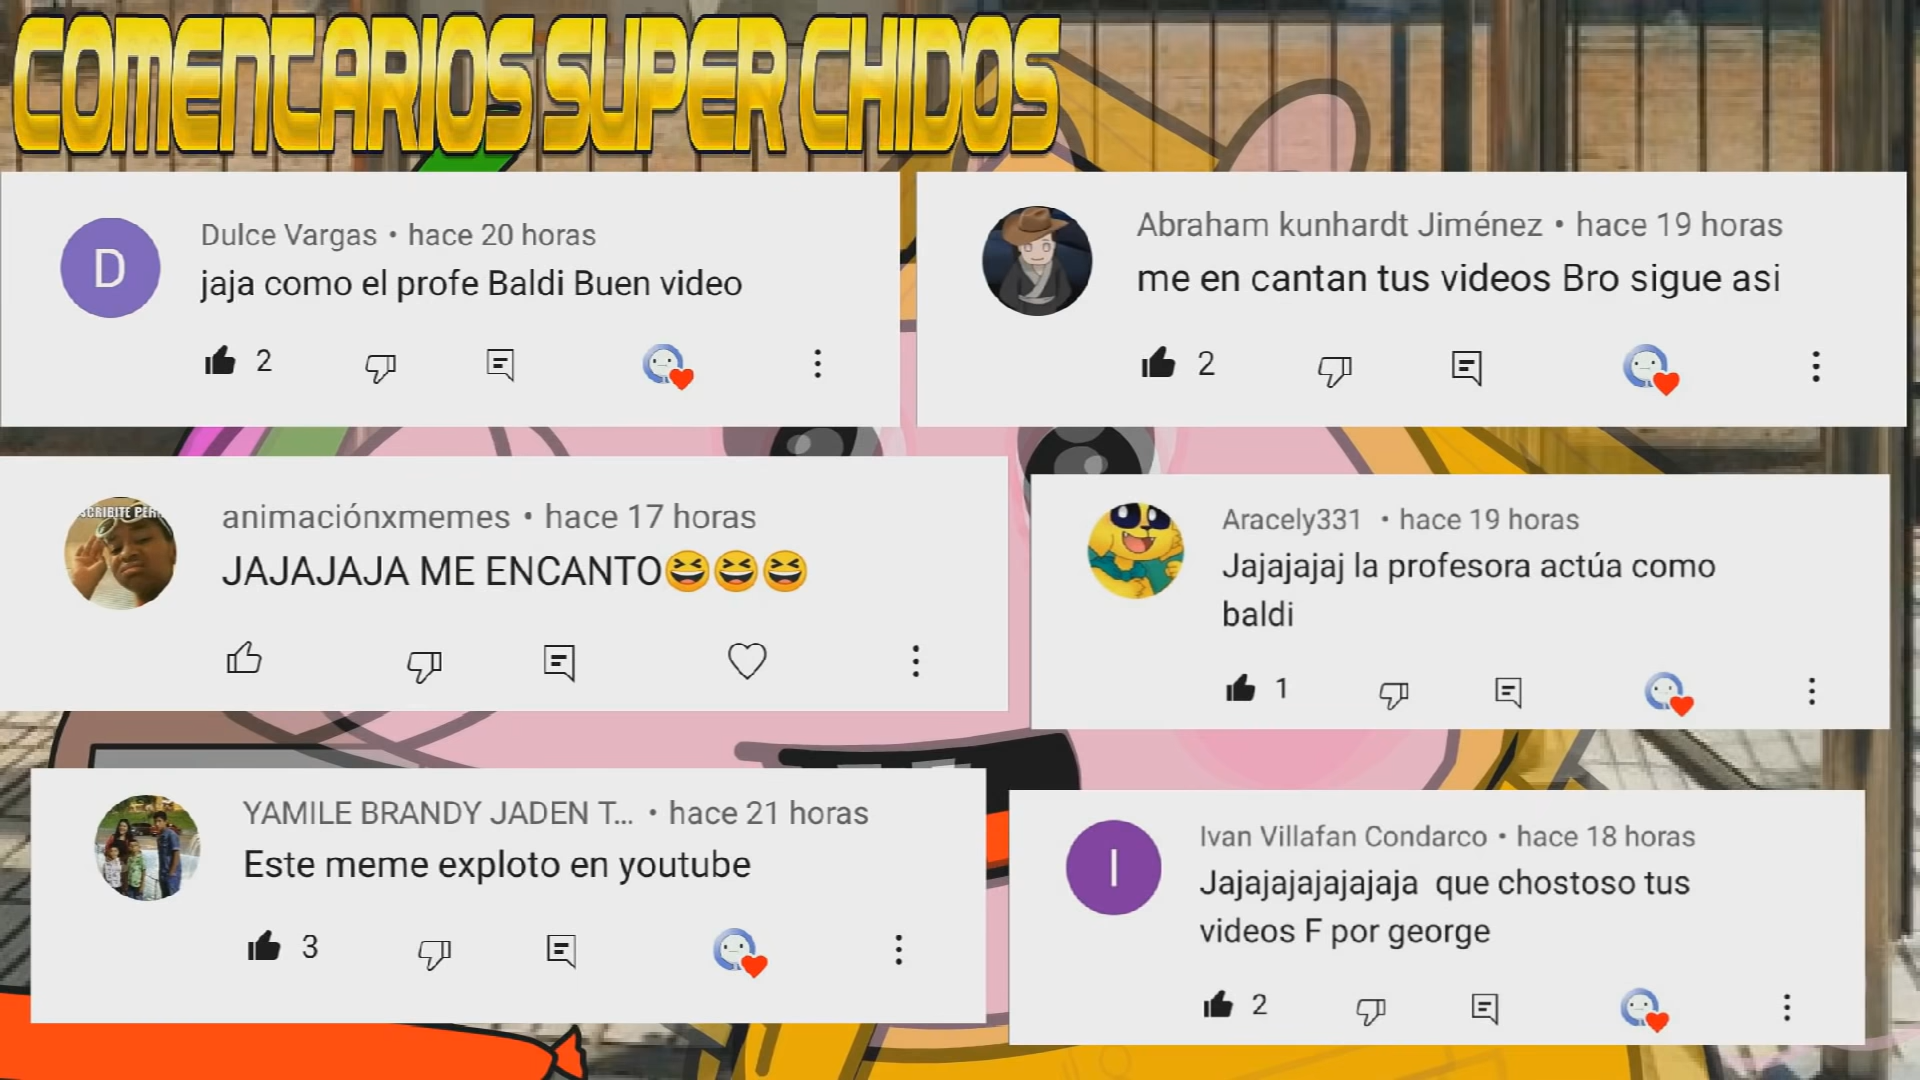 COMENTARIOS SUPER CHIDOS
Dulce Vargas • hace 20 horas
jaja como el profe Baldi Buen video
2
Abraham kunhardt Jiménez • hace 19 horas
me en cantan tus videos Bro sigue asi
2
animaciónxmemes • hace 17 horas
JAJAJAJA ME ENCANTO😆😆😆
Aracely331 • hace 19 horas
Jajajajaj la profesora actúa como
baldi
1
YAMILE BRANDY JADEN T... • hace 21 horas
Este meme exploto en youtube
3
D
I
Ivan Villafan Condarco • hace 18 horas
Jajajajajajajaja que chostoso tus
videos F por george
2